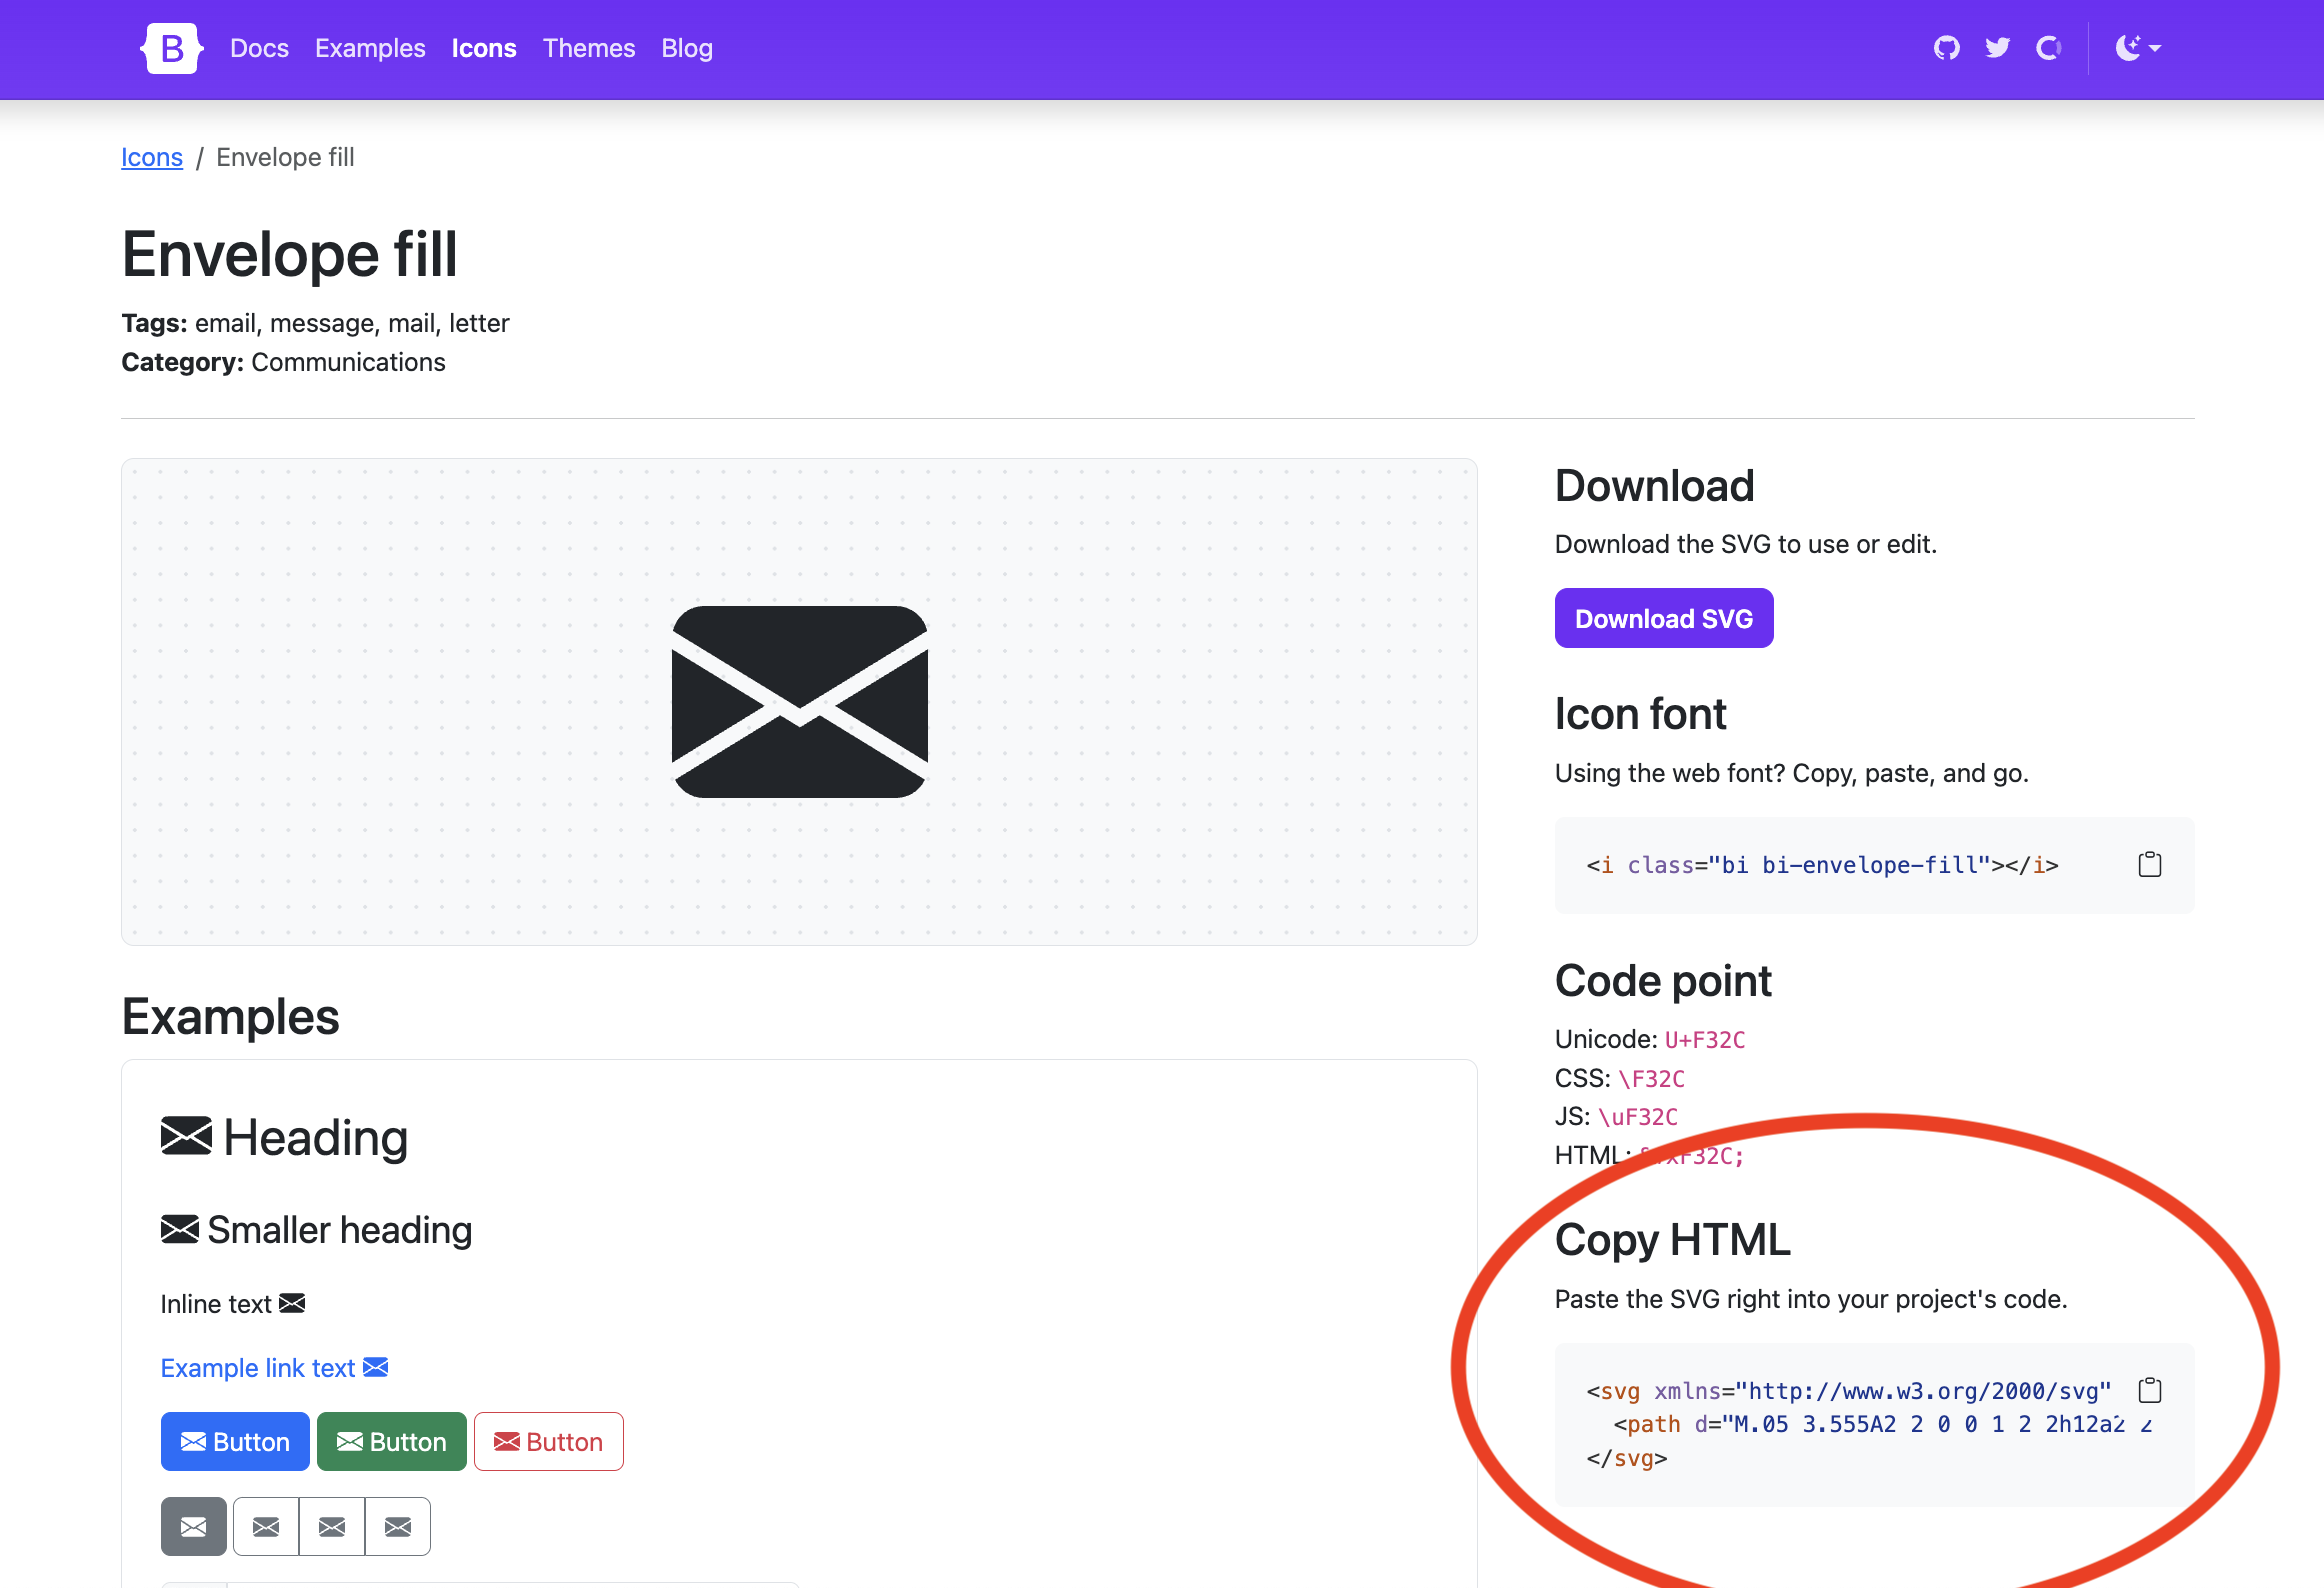 B Docs Examples Icons Themes Blog
Icons / Envelope fill
Envelope fill
Tags: email, message, mail, letter
Category: Communications
Examples
Heading
Smaller heading
Inline text
Example link text
Button Button Button
Download
Download the SVG to use or edit.
Download SVG
Icon font
Using the web font? Copy, paste, and go.
<i class="bi bi-envelope-fill"></i>
Code point
Unicode: U+F32C
CSS: \F32C
JS: \uF32C
HTML: &#xF32C;
Copy HTML
Paste the SVG right into your project's code.
<svg xmlns="http://www.w3.org/2000/svg"
<path d="M.05 3.555A2 2 0 0 1 2 2h12a2 2
</svg>